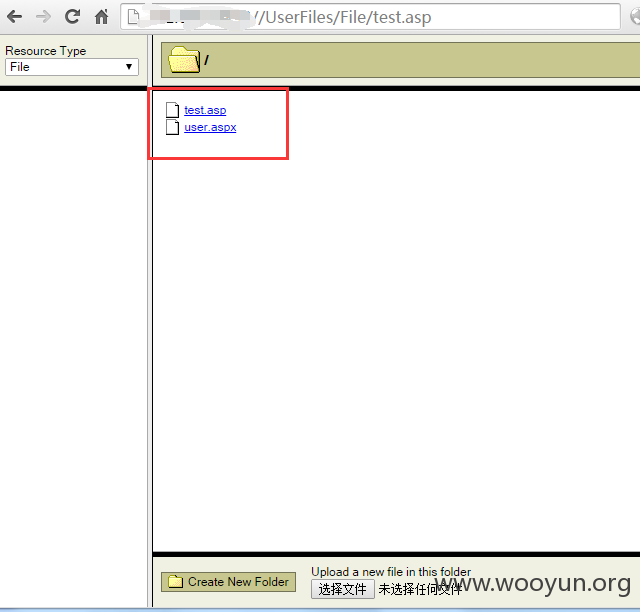 //UserFiles/File/test.asp
Resource Type
File
/
test.asp
user.aspx
Create New Folder
Upload a new file in this folder
选择文件 未选择任何文件
www.wooyun.org